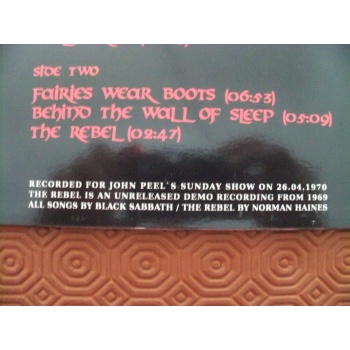 SIDE TWO
FAIRIES WEAR BOOTS (06:53)
BEHIND THE WALL OF SLEEP (05:09)
THE REBEL (02:47)
RECORDED FOR JOHN PEEL`S SUNDAY SHOW ON 26.04.1970
THE REBEL IS AN UNRELEASED DEMO RECORDING FROM 1969
ALL SONGS BY BLACK SABBATH / THE REBEL BY NORMAN HAINES